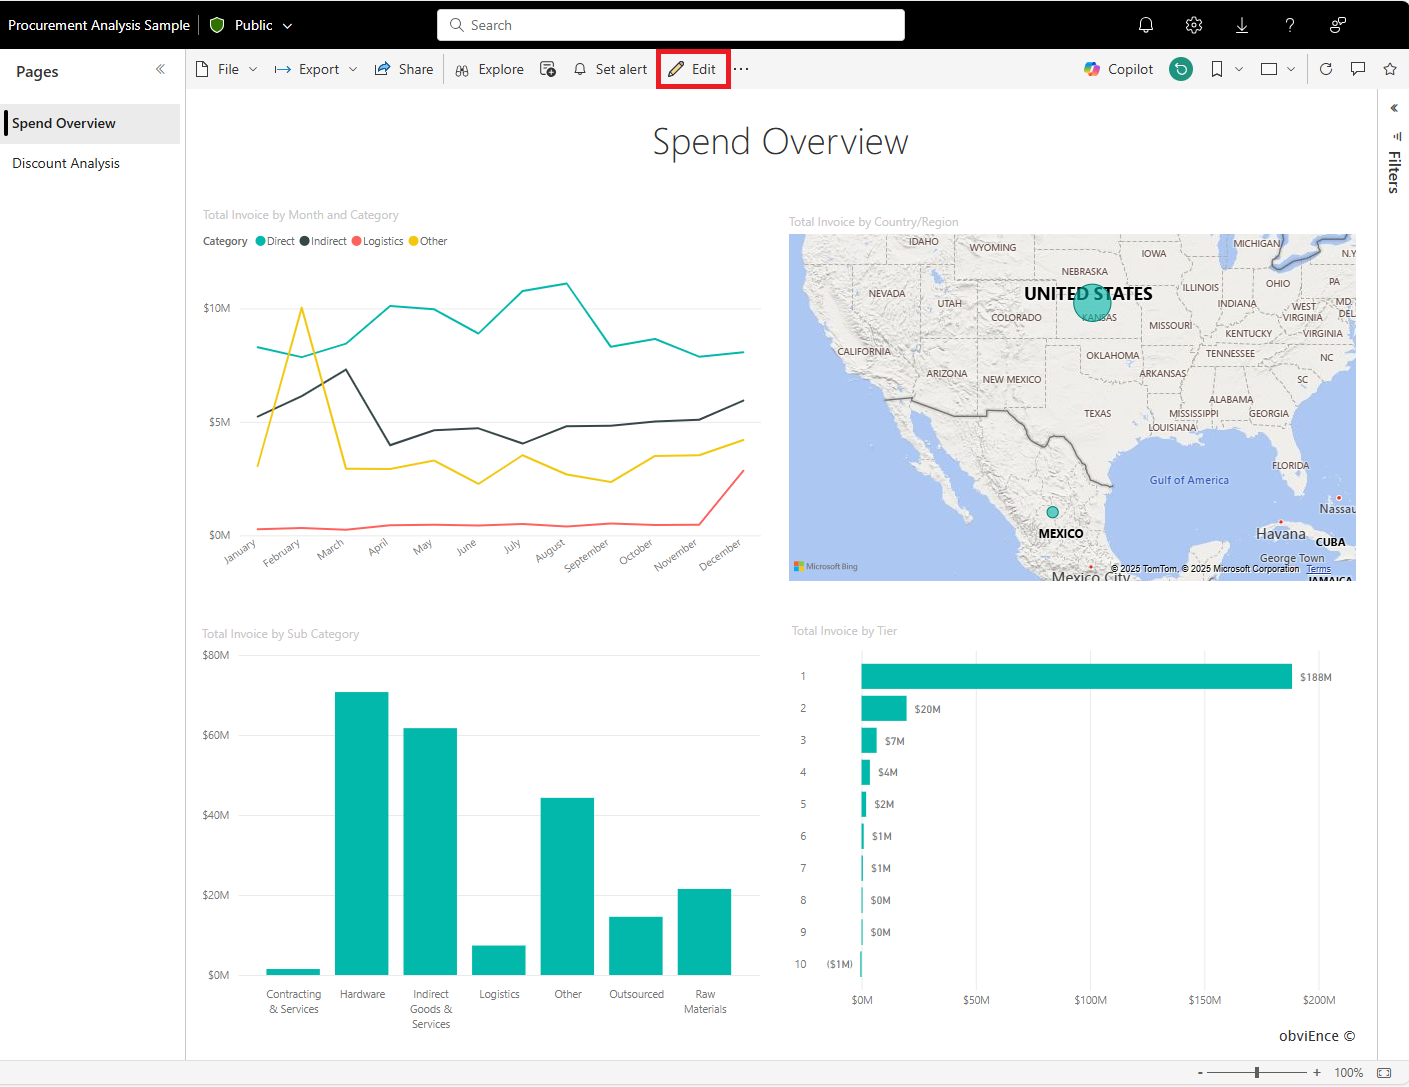 Procurement Analysis Sample
Public
Search
Pages
Spend Overview
Discount Analysis
File
Export
Share
Explore
Set alert
Edit
Copilot
Filters
Spend Overview
Total Invoice by Month and Category
Category Direct Indirect Logistics Other
$10M
$5M
$0M
January February March April May June July August September October November December
Total Invoice by Country/Region
IDAHO
WYOMING
MICHIGAN
IOWA
N.Y
NEBRASKA
NEVADA
UNITED STATES
ILLINOIS
OHIO
PA
UTAH
INDIANA
COLORADO
KANSAS
WEST VIRGINIA
MD.
DEL
MISSOURI
KENTUCKY
VIRGINIA
CALIFORNIA
OKLAHOMA
TENNESSEE
NC
ARIZONA
NEW MEXICO
ARKANSAS
SC
ALABAMA
TEXAS
MISSISSIPPI
GEORGIA
LOUISIANA
FLORIDA
Gulf of America
Nassau
MEXICO
Havana
CUBA
George Town
Microsoft Bing
© 2025 TomTom, © 2025 Microsoft Corporation Terms
Mexico City
JAMAICA
Total Invoice by Sub Category
$80M
$60M
$40M
$20M
$0M
Contracting & Services
Hardware
Indirect Goods & Services
Logistics
Other
Outsourced
Raw Materials
Total Invoice by Tier
1 $188M
2 $20M
3 $7M
4 $4M
5 $2M
6 $1M
7 $1M
8 $0M
9 $0M
10 ($1M)
$0M $50M $100M $150M $200M
obviEnce ©
- + 100%